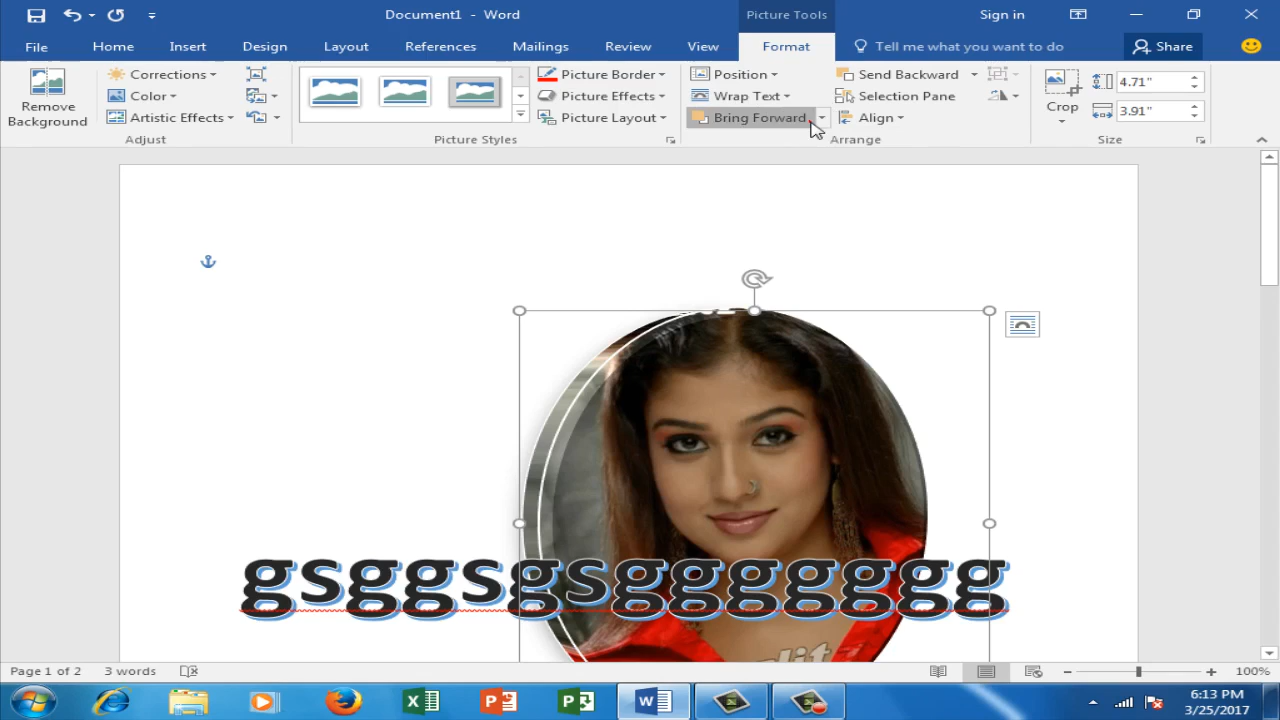 Document1 - Word
Picture Tools
Sign in
File
Home
Insert
Design
Layout
References
Mailings
Review
View
Format
Tell me what you want to do
Share
Remove
Background
Corrections
Color
Artistic Effects
Adjust
Picture Border
Picture Effects
Picture Layout
Picture Styles
Position
Wrap Text
Bring Forward
Send Backward
Selection Pane
Align
Arrange
Crop
4.71"
3.91"
Size
gsggsgsggggggg
Page 1 of 2
3 words
100%
6:13 PM
3/25/2017